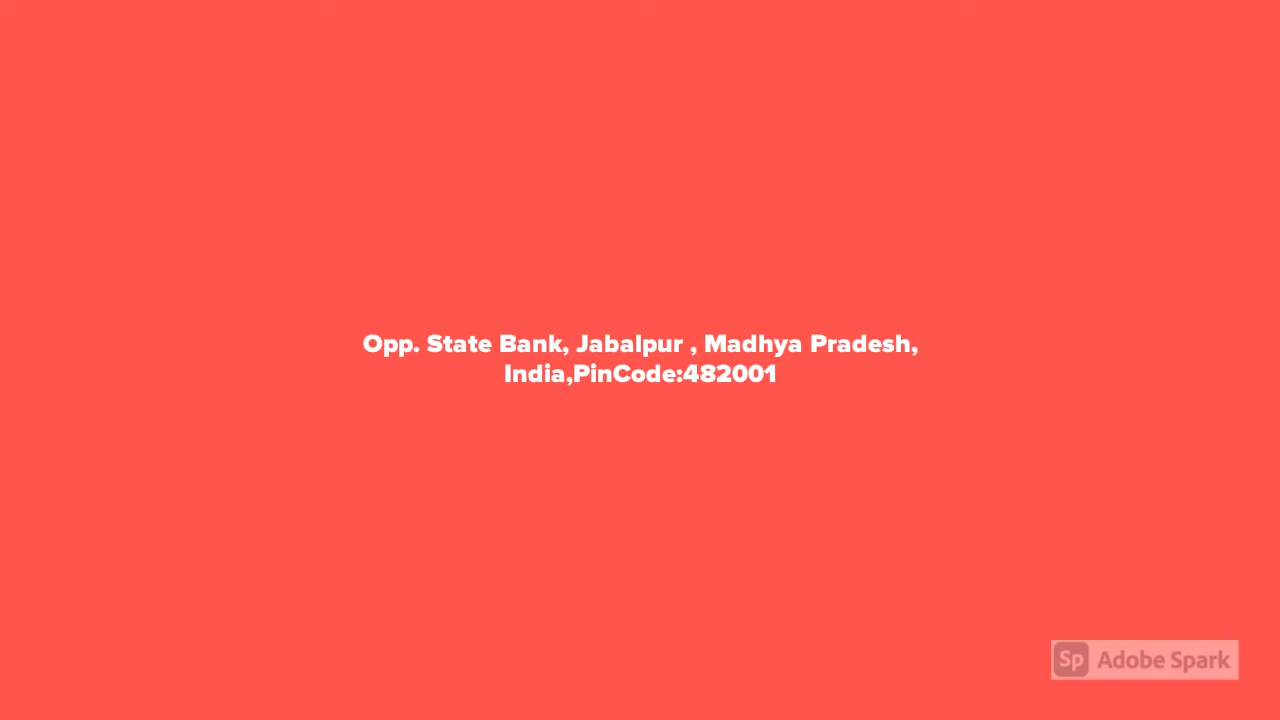 Opp. State Bank, Jabalpur , Madhya Pradesh,
India,PinCode:482001
Sp Adobe Spark